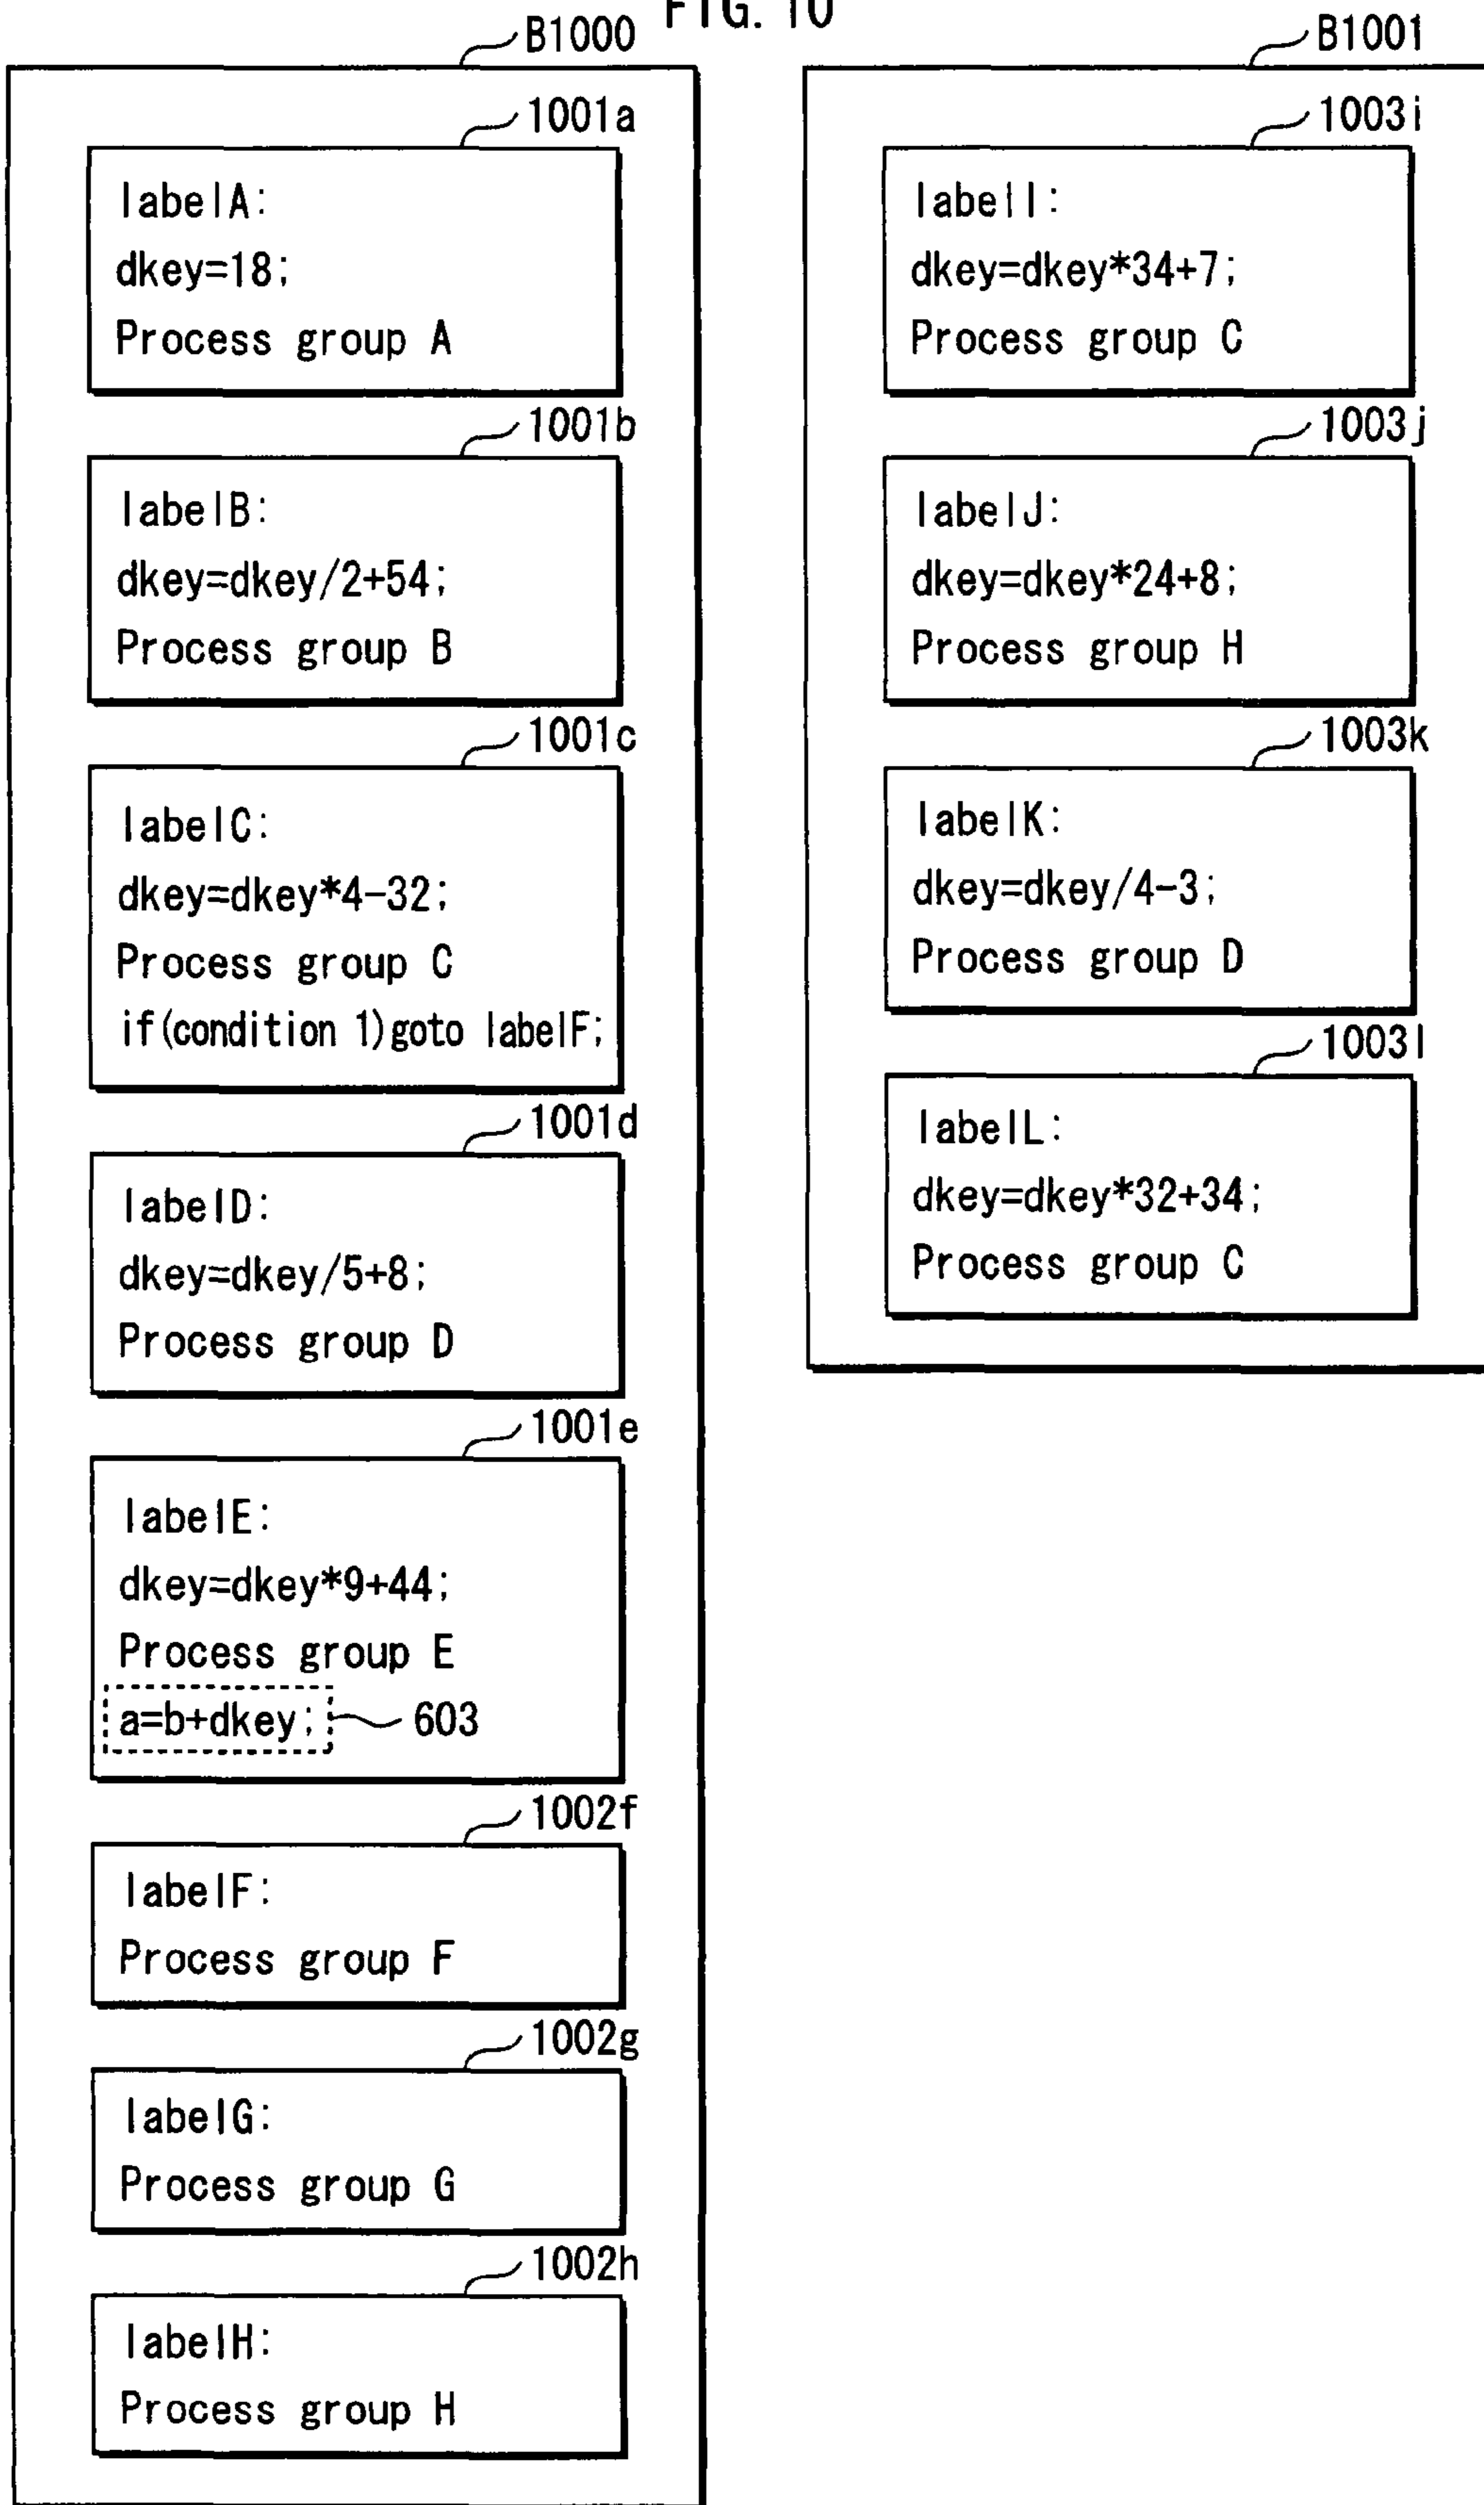 FIG. 10
B1000
1001a
labelA:
dkey=18;
Process group A
1001b
labelB:
dkey=dkey/2+54;
Process group B
1001c
labelC:
dkey=dkey*4-32;
Process group C
if(condition 1)goto labelF;
1001d
labelD:
dkey=dkey/5+8;
Process group D
1001e
labelE:
dkey=dkey*9+44;
Process group E
a=b+dkey;
603
1002f
labelF:
Process group F
1002g
labelG:
Process group G
1002h
labelH:
Process group H
B1001
1003i
labelI:
dkey=dkey*34+7;
Process group C
1003j
labelJ:
dkey=dkey*24+8;
Process group H
1003k
labelK:
dkey=dkey/4-3;
Process group D
1003l
labelL:
dkey=dkey*32+34;
Process group C